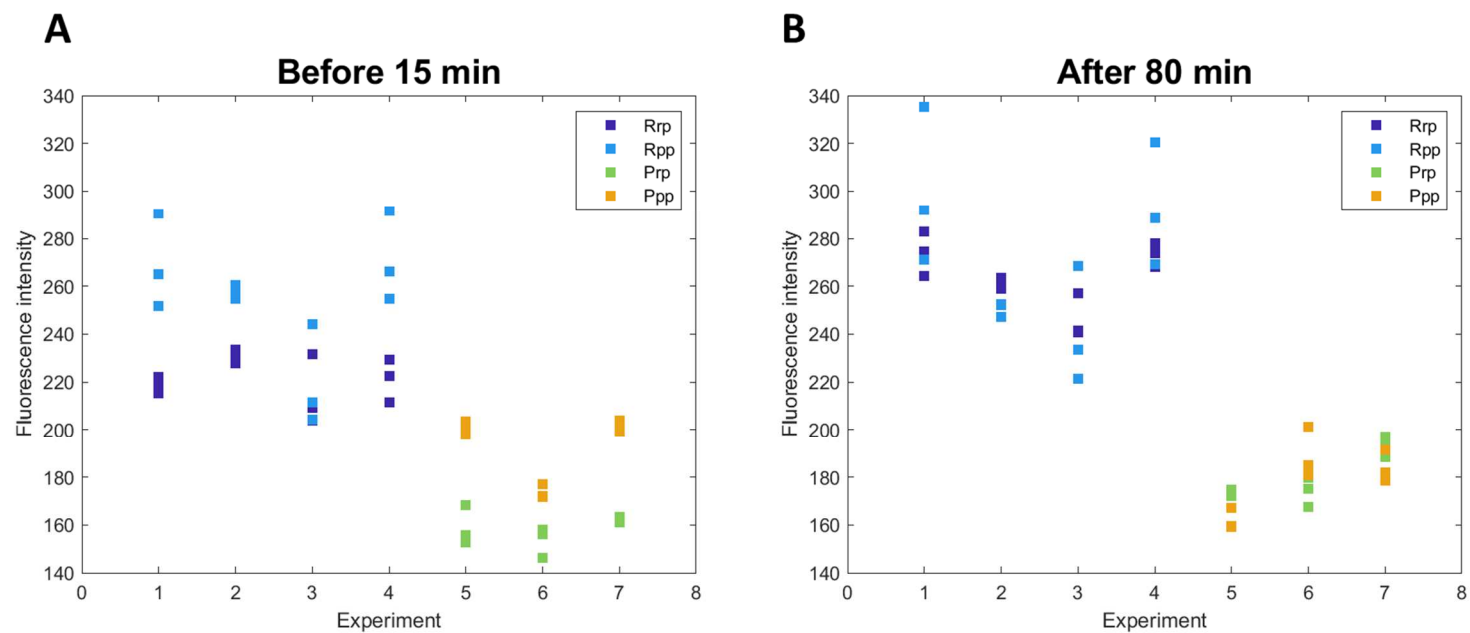 A
Before 15 min
340
320
300
280
260
240
220
200
180
160
140
Fluorescence intensity
Rrp
Rpp
Prp
Ppp
0 1 2 3 4 5 6 7 8
Experiment
B
After 80 min
340
320
300
280
260
240
220
200
180
160
140
Fluorescence intensity
Rrp
Rpp
Prp
Ppp
0 1 2 3 4 5 6 7 8
Experiment